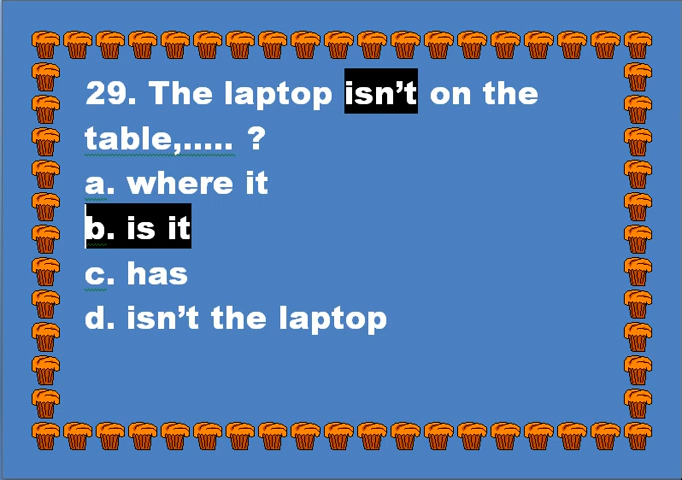 29. The laptop isn’t on the
table,..... ?
a. where it
b. is it
c. has
d. isn’t the laptop